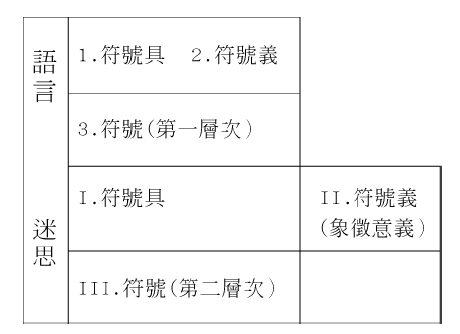 語言
1.符號具 2.符號義
3.符號(第一層次)
迷思
I.符號具
II.符號義
(象徵意義)
III.符號(第二層次)